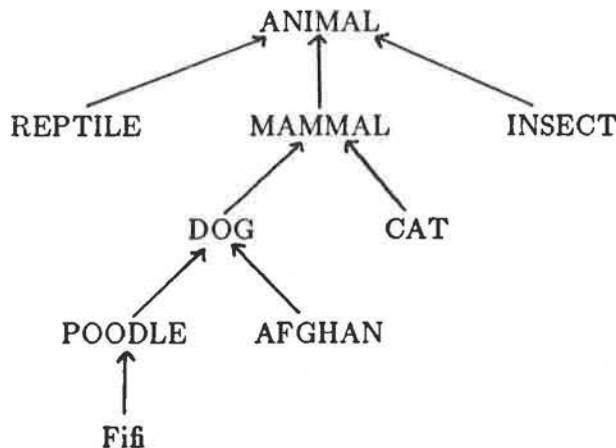 ANIMAL
REPTILE MAMMAL INSECT
DOG CAT
POODLE AFGHAN
Fifi